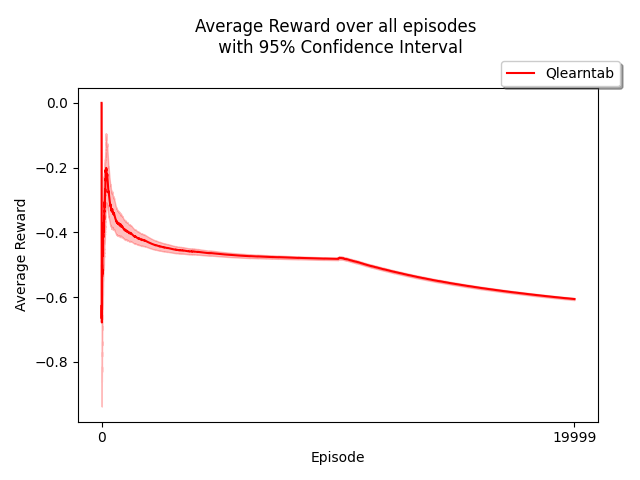 Average Reward over all episodes
with 95% Confidence Interval
Qlearntab
0.0
−0.2
−0.4
−0.6
−0.8
Average Reward
0
19999
Episode